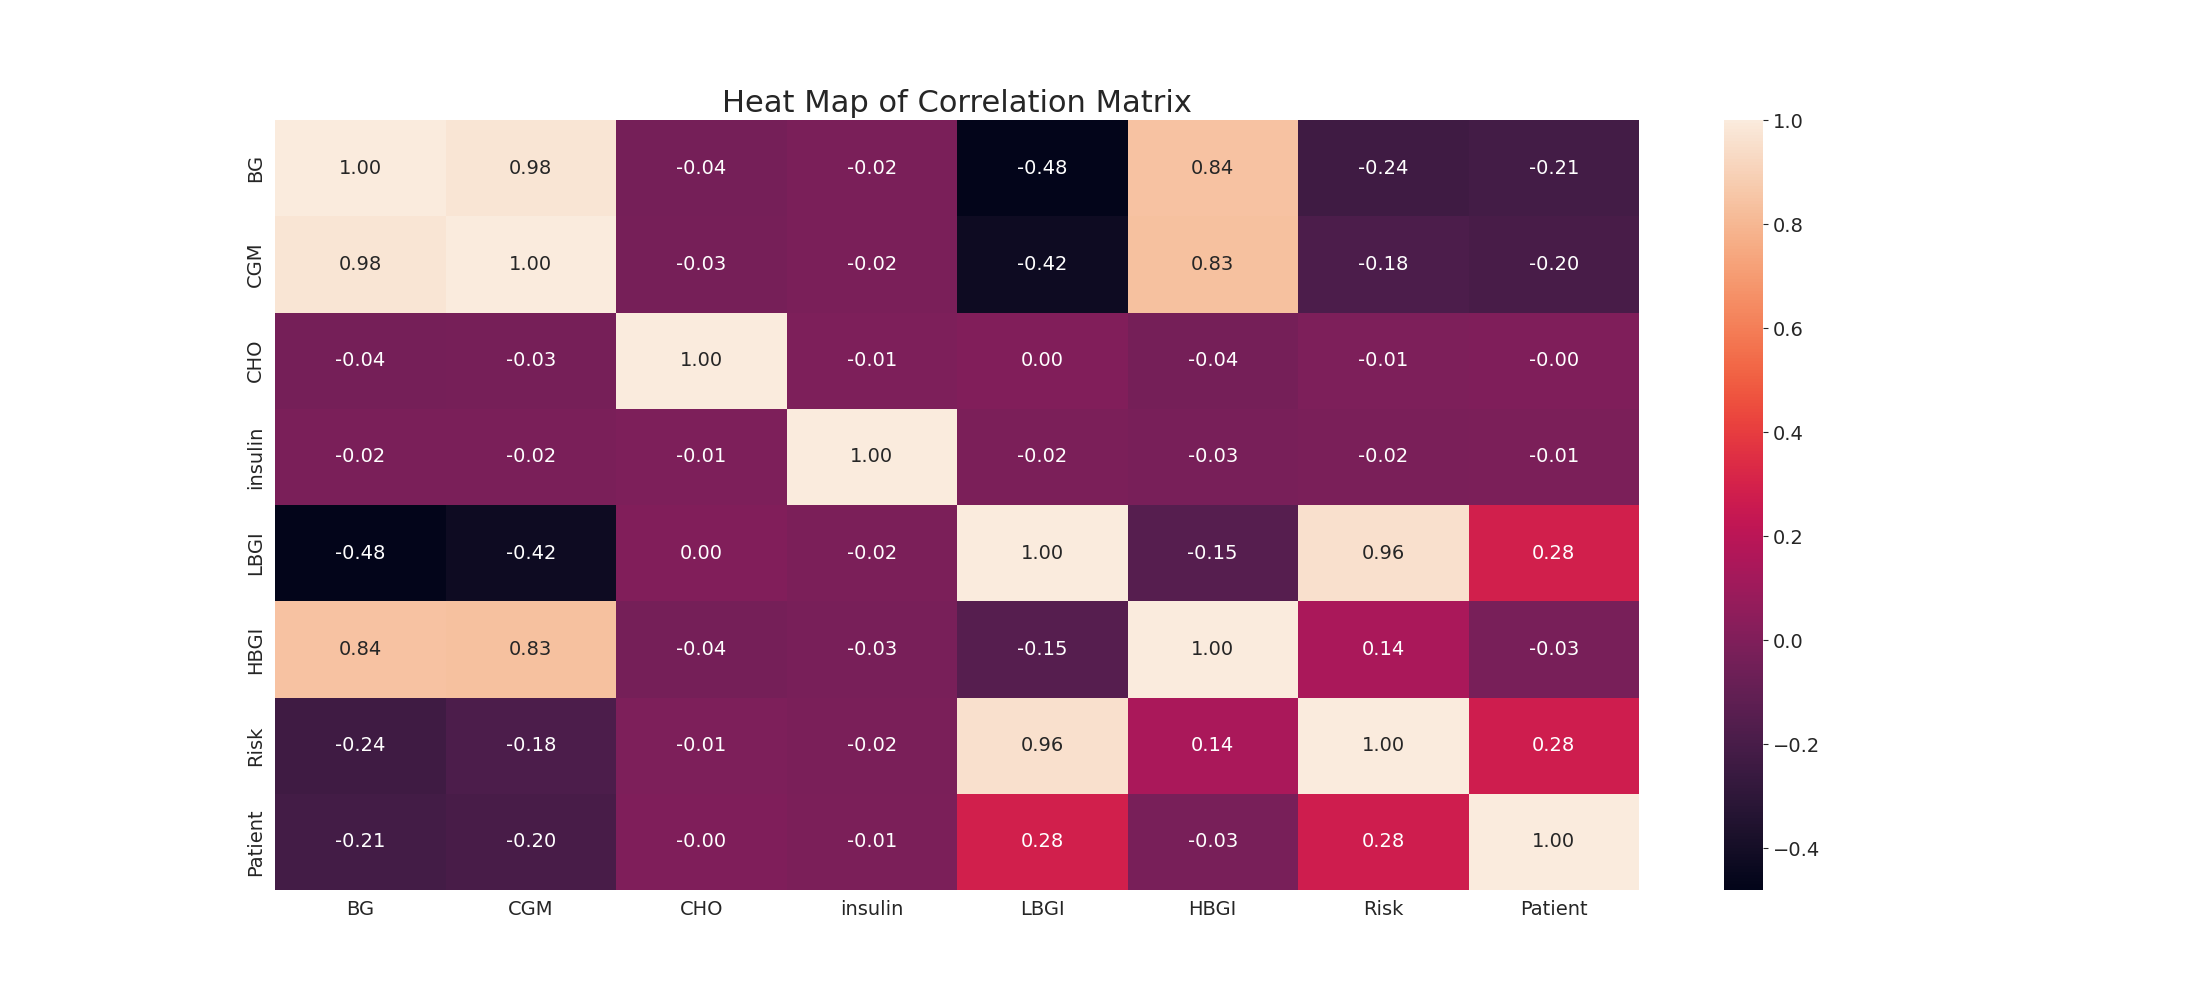 Heat Map of Correlation Matrix
BG 1.00 0.98 -0.04 -0.02 -0.48 0.84 -0.24 -0.21
CGM 0.98 1.00 -0.03 -0.02 -0.42 0.83 -0.18 -0.20
CHO -0.04 -0.03 1.00 -0.01 0.00 -0.04 -0.01 -0.00
insulin -0.02 -0.02 -0.01 1.00 -0.02 -0.03 -0.02 -0.01
LBGI -0.48 -0.42 0.00 -0.02 1.00 -0.15 0.96 0.28
HBGI 0.84 0.83 -0.04 -0.03 -0.15 1.00 0.14 -0.03
Risk -0.24 -0.18 -0.01 -0.02 0.96 0.14 1.00 0.28
Patient -0.21 -0.20 -0.00 -0.01 0.28 -0.03 0.28 1.00
BG CGM CHO insulin LBGI HBGI Risk Patient
1.0
0.8
0.6
0.4
0.2
0.0
−0.2
−0.4